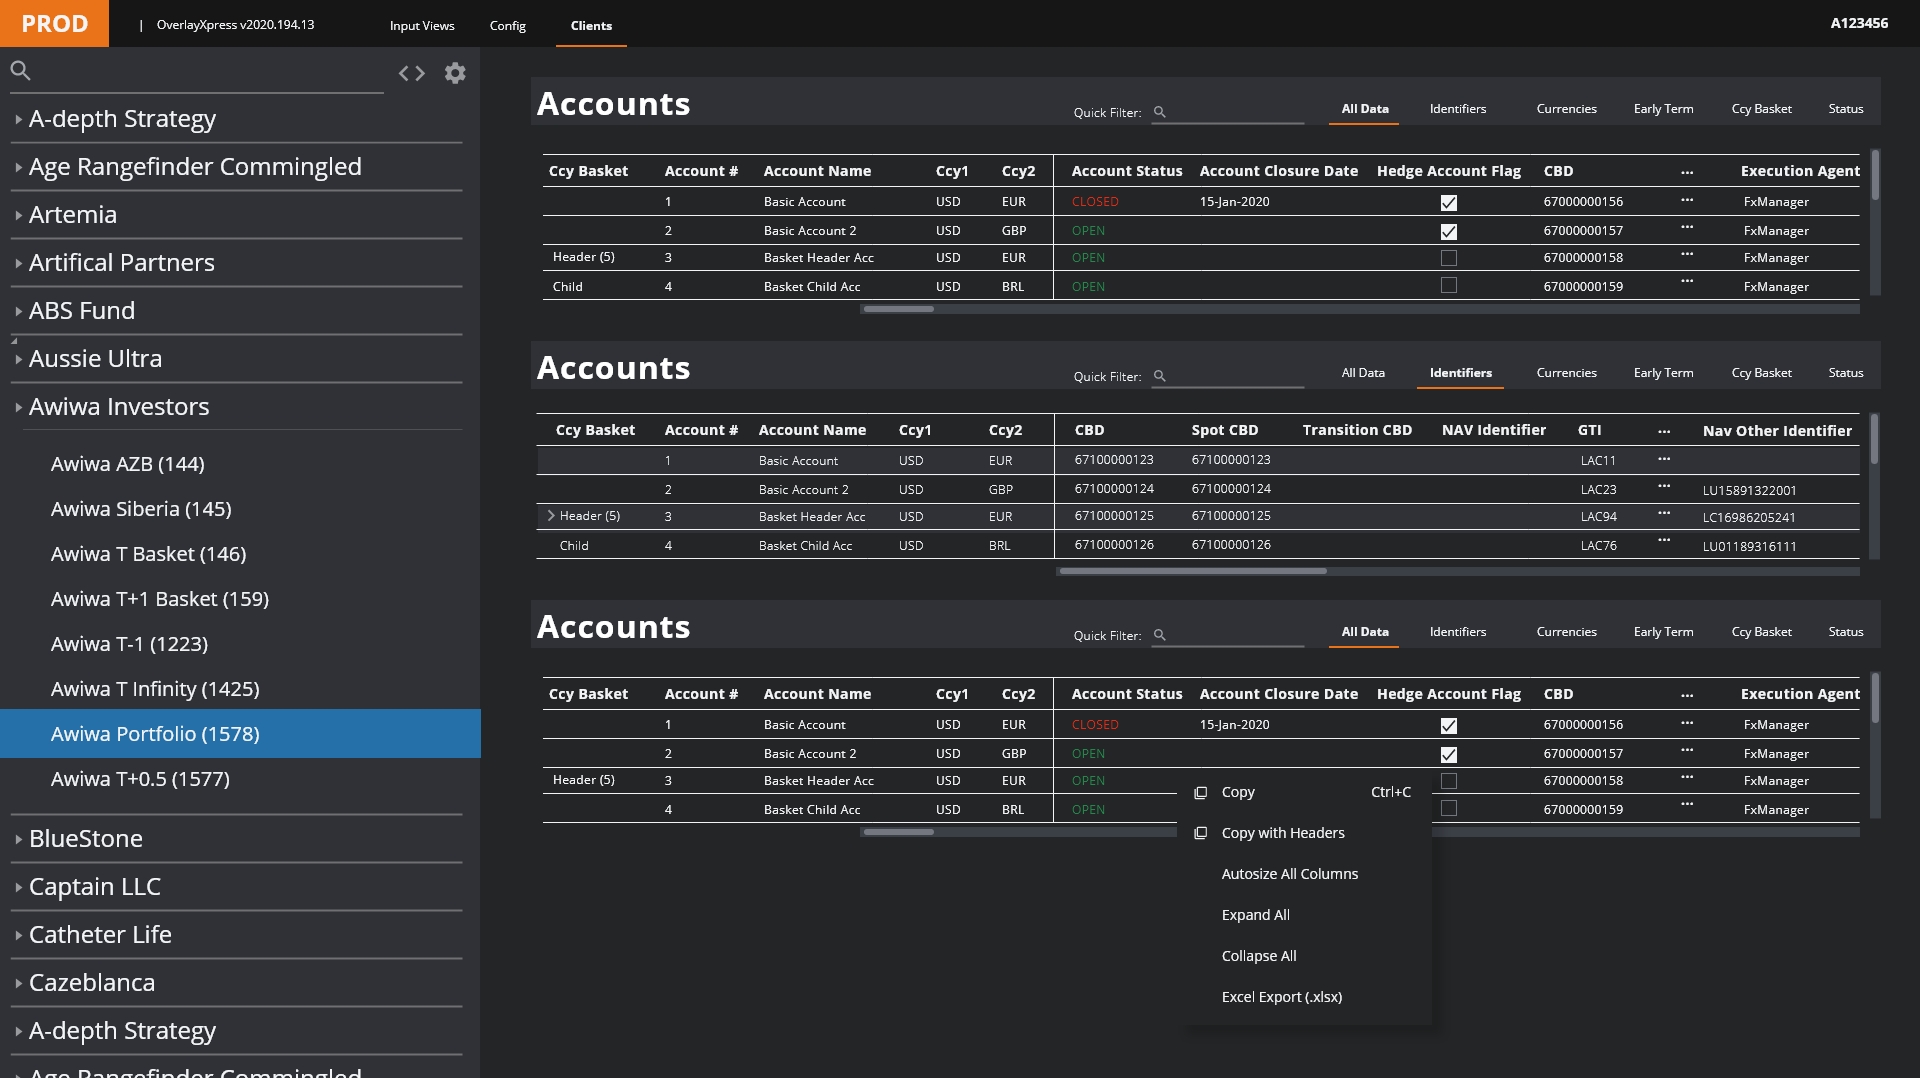 PROD | OverlayXpress v2020.194.13 Input Views Config Clients A123456
A-depth Strategy
Age Rangefinder Commingled
Artemia
Artifical Partners
ABS Fund
Aussie Ultra
Awiwa Investors
Awiwa AZB (144)
Awiwa Siberia (145)
Awiwa T Basket (146)
Awiwa T+1 Basket (159)
Awiwa T-1 (1223)
Awiwa T Infinity (1425)
Awiwa Portfolio (1578)
Awiwa T+0.5 (1577)
BlueStone
Captain LLC
Catheter Life
Cazeblanca
A-depth Strategy
Age Rangefinder Commingled
Accounts Quick Filter: All Data Identifiers Currencies Early Term Ccy Basket Status
Ccy Basket Account # Account Name Ccy1 Ccy2 Account Status Account Closure Date Hedge Account Flag CBD ... Execution Agent
1 Basic Account USD EUR CLOSED 15-Jan-2020 67000000156 ... FxManager
2 Basic Account 2 USD GBP OPEN 67000000157 ... FxManager
Header (5) 3 Basket Header Acc USD EUR OPEN 67000000158 ... FxManager
Child 4 Basket Child Acc USD BRL OPEN 67000000159 ... FxManager
Accounts Quick Filter: All Data Identifiers Currencies Early Term Ccy Basket Status
Ccy Basket Account # Account Name Ccy1 Ccy2 CBD Spot CBD Transition CBD NAV Identifier GTI ... Nav Other Identifier
1 Basic Account USD EUR 67100000123 67100000123 LAC11 ...
2 Basic Account 2 USD GBP 67100000124 67100000124 LAC23 ... LU15891322001
Header (5) 3 Basket Header Acc USD EUR 67100000125 67100000125 LAC94 ... LC16986205241
Child 4 Basket Child Acc USD BRL 67100000126 67100000126 LAC76 ... LU01189316111
Accounts Quick Filter: All Data Identifiers Currencies Early Term Ccy Basket Status
Ccy Basket Account # Account Name Ccy1 Ccy2 Account Status Account Closure Date Hedge Account Flag CBD ... Execution Agent
1 Basic Account USD EUR CLOSED 15-Jan-2020 67000000156 ... FxManager
2 Basic Account 2 USD GBP OPEN 67000000157 ... FxManager
Header (5) 3 Basket Header Acc USD EUR OPEN 67000000158 ... FxManager
4 Basket Child Acc USD BRL OPEN 67000000159 ... FxManager
Copy Ctrl+C
Copy with Headers
Autosize All Columns
Expand All
Collapse All
Excel Export (.xlsx)